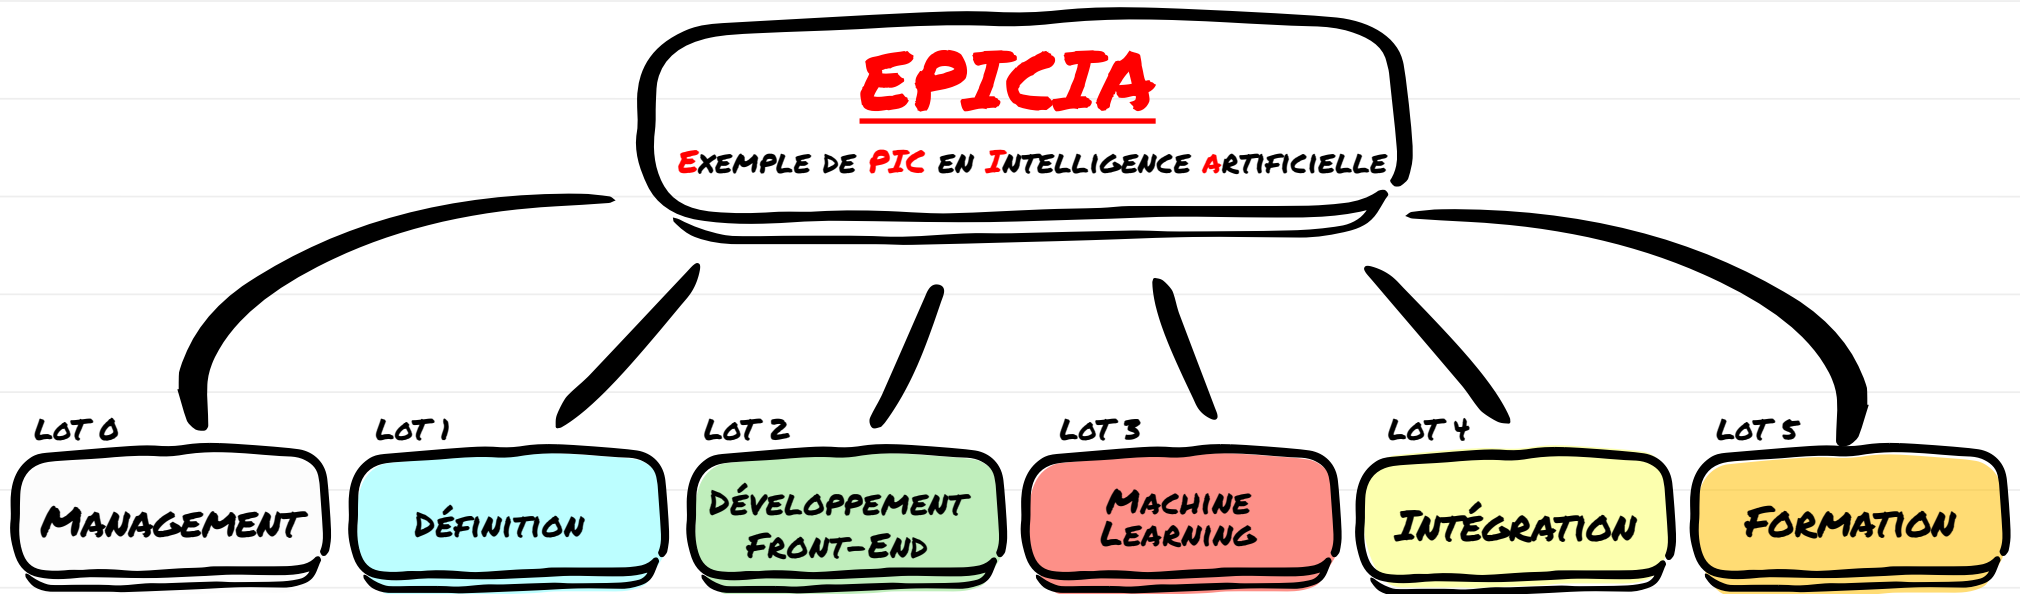 EPICIA
Exemple de PIC en Intelligence Artificielle
Lot 0
Lot 1
Lot 2
Lot 3
Lot 4
Lot 5
Management
Définition
Développement
Front-End
Machine
Learning
Intégration
Formation